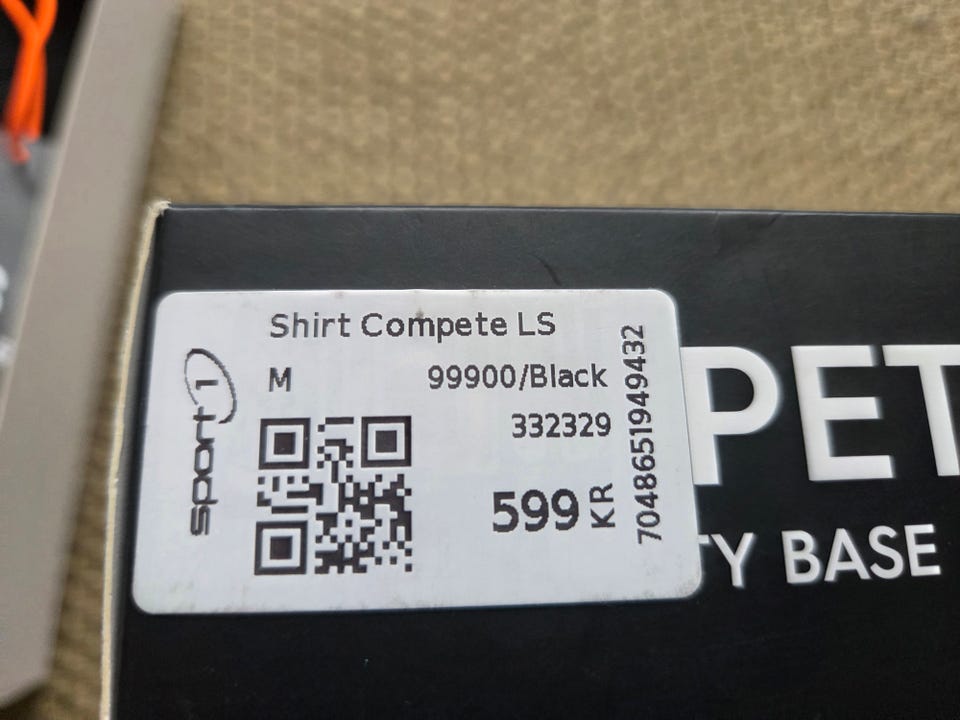 Shirt Compete LS
M 99900/Black
332329
599 KR
7048651949432
sport 1
PET
TY BASE